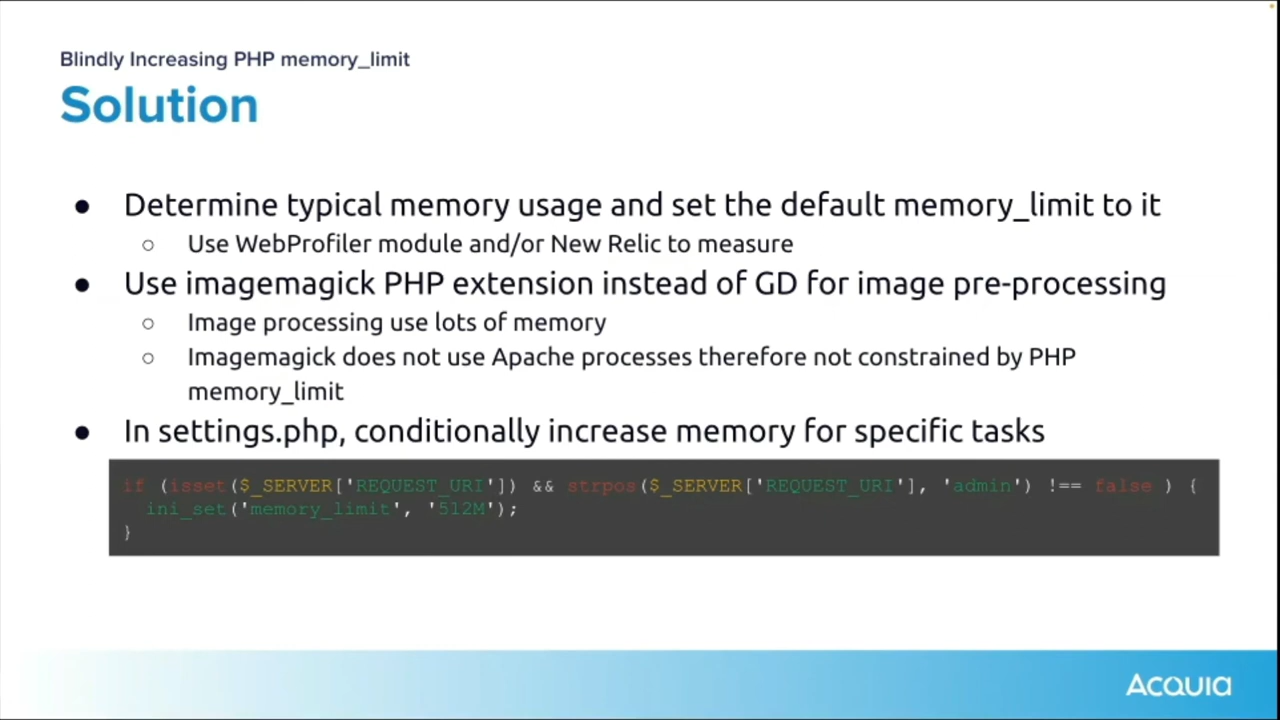 Blindly Increasing PHP memory_limit
Solution
● Determine typical memory usage and set the default memory_limit to it
○ Use WebProfiler module and/or New Relic to measure
● Use imagemagick PHP extension instead of GD for image pre-processing
○ Image processing use lots of memory
○ Imagemagick does not use Apache processes therefore not constrained by PHP
memory_limit
● In settings.php, conditionally increase memory for specific tasks
if (isset($_SERVER['REQUEST_URI']) && strpos($_SERVER['REQUEST_URI'], 'admin') !== false ) {
  ini_set('memory_limit', '512M');
}
Acquia